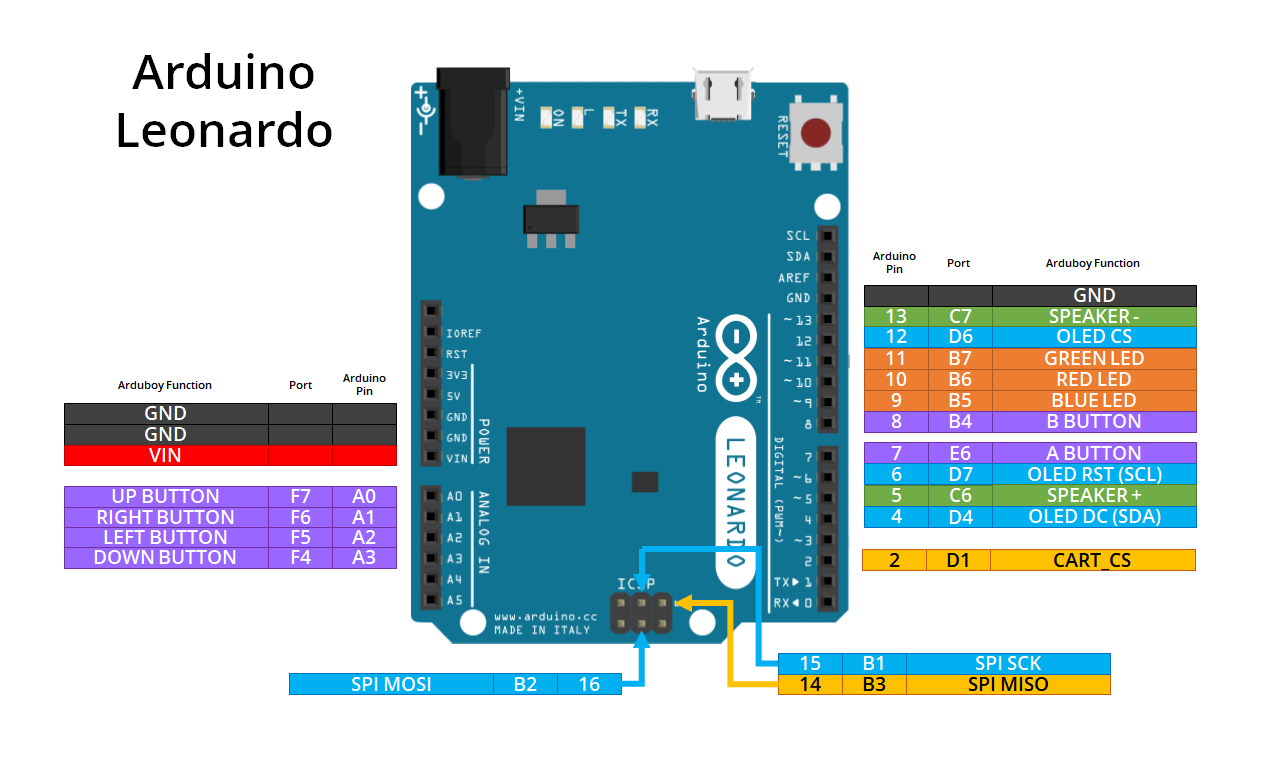 Arduino
Leonardo
+VIN
ON
L
TX
RX
RESET
+
-
SCL
SDA
AREF
GND
~13
12
~11
~10
~9
8
7
~6
~5
4
~3
2
TX▶1
RX◀0
DIGITAL (PWM~)
Arduino
TM
LEONARDO
IOREF
RST
3V3
5V
GND
GND
VIN
POWER
A0
A1
A2
A3
A4
A5
ANALOG IN
ICSP
www.arduino.cc
MADE IN ITALY
Arduboy Function Port Arduino Pin
GND
GND
VIN
UP BUTTON F7 A0
RIGHT BUTTON F6 A1
LEFT BUTTON F5 A2
DOWN BUTTON F4 A3
Arduino Pin Port Arduboy Function
GND
13 C7 SPEAKER -
12 D6 OLED CS
11 B7 GREEN LED
10 B6 RED LED
9 B5 BLUE LED
8 B4 B BUTTON
7 E6 A BUTTON
6 D7 OLED RST (SCL)
5 C6 SPEAKER +
4 D4 OLED DC (SDA)
2 D1 CART_CS
15 B1 SPI SCK
14 B3 SPI MISO
SPI MOSI B2 16